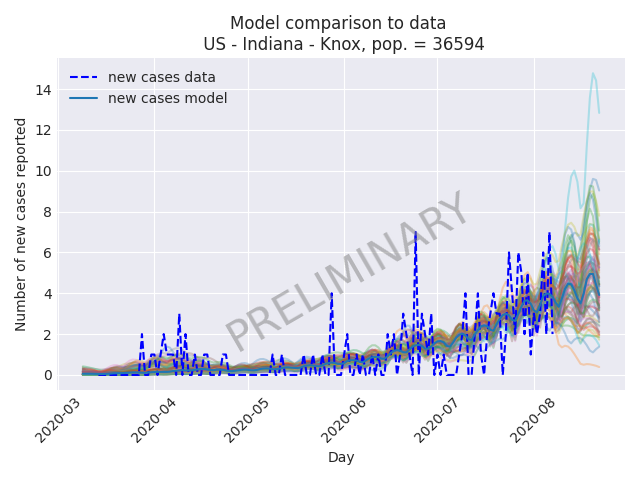 Model comparison to data
US - Indiana - Knox, pop. = 36594
new cases data
new cases model
Number of new cases reported
14
12
10
8
6
4
2
0
PRELIMINARY
2020-03
2020-04
2020-05
2020-06
2020-07
2020-08
Day